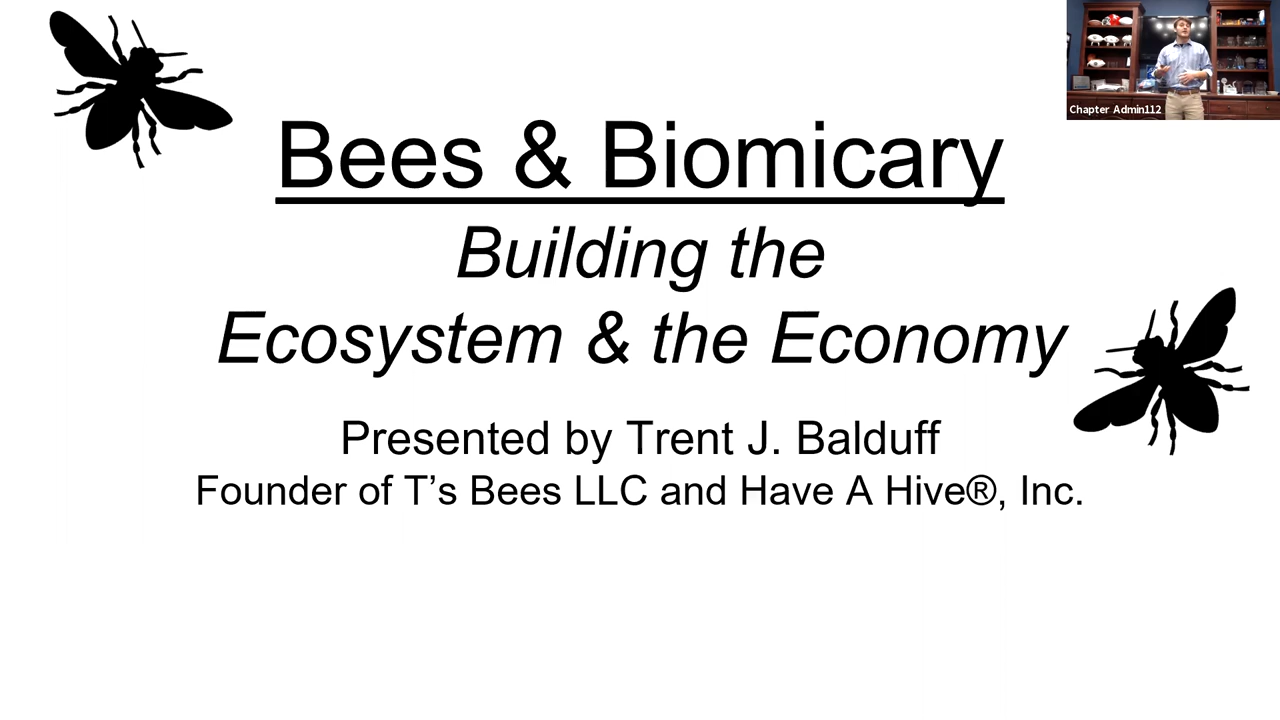 Chapter Admin112
Bees & Biomicary
Building the
Ecosystem & the Economy
Presented by Trent J. Balduff
Founder of T’s Bees LLC and Have A Hive®, Inc.